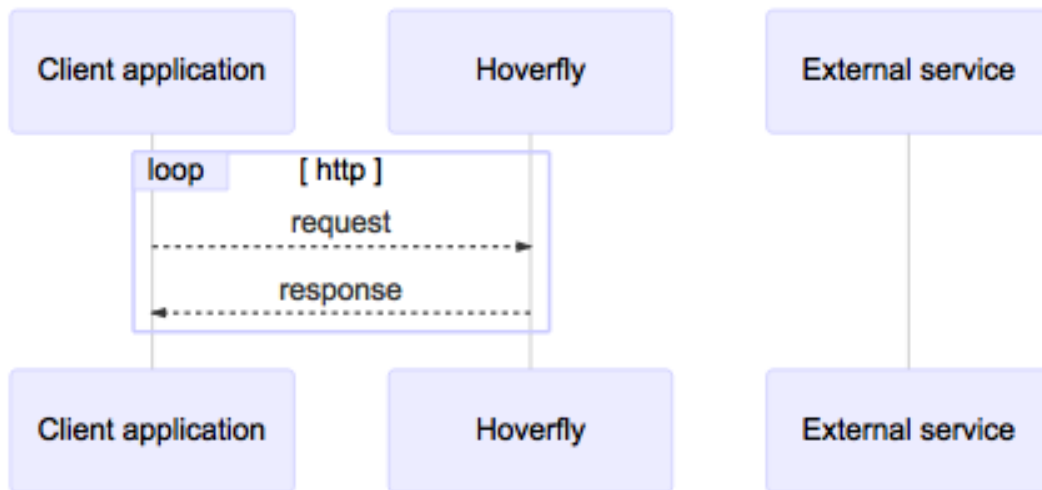 Client application
Hoverfly
External service
loop
[ http ]
request
response
Client application
Hoverfly
External service